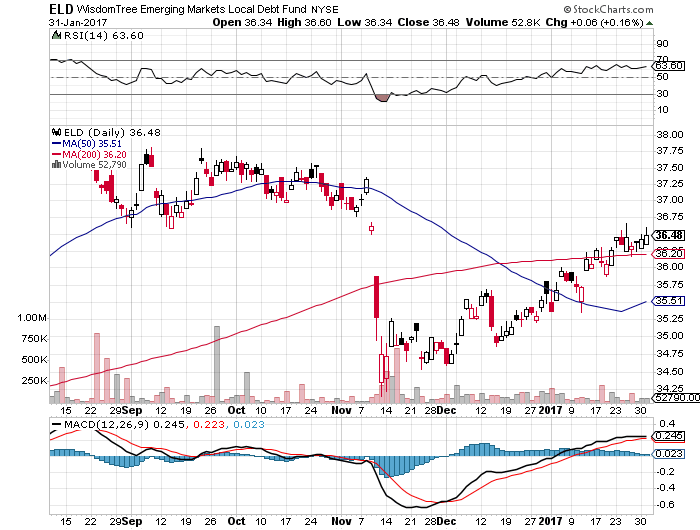 ELD WisdomTree Emerging Markets Local Debt Fund NYSE © StockCharts.com
31-Jan-2017 Open 36.34 High 36.60 Low 36.34 Close 36.48 Volume 52.8K Chg +0.06 (+0.16%)
RSI(14) 63.60
90
70
63.60
50
30
10
ELD (Daily) 36.48
MA(50) 35.51
MA(200) 36.20
Volume 52,790
38.00
37.75
37.50
37.25
37.00
36.75
36.48
36.20
36.00
35.75
35.51
35.25
35.00
34.75
34.50
34.25
1.00M
750K
500K
250K
52790.00
15 22 29 Sep 12 19 26 Oct 10 17 24 Nov 7 14 21 28 Dec 12 19 27 2017 9 17 23 30
MACD(12,26,9) 0.245, 0.223, 0.023
0.4
0.245
0.023
-0.2
-0.4
-0.6
15 22 29 Sep 12 19 26 Oct 10 17 24 Nov 7 14 21 28 Dec 12 19 27 2017 9 17 23 30